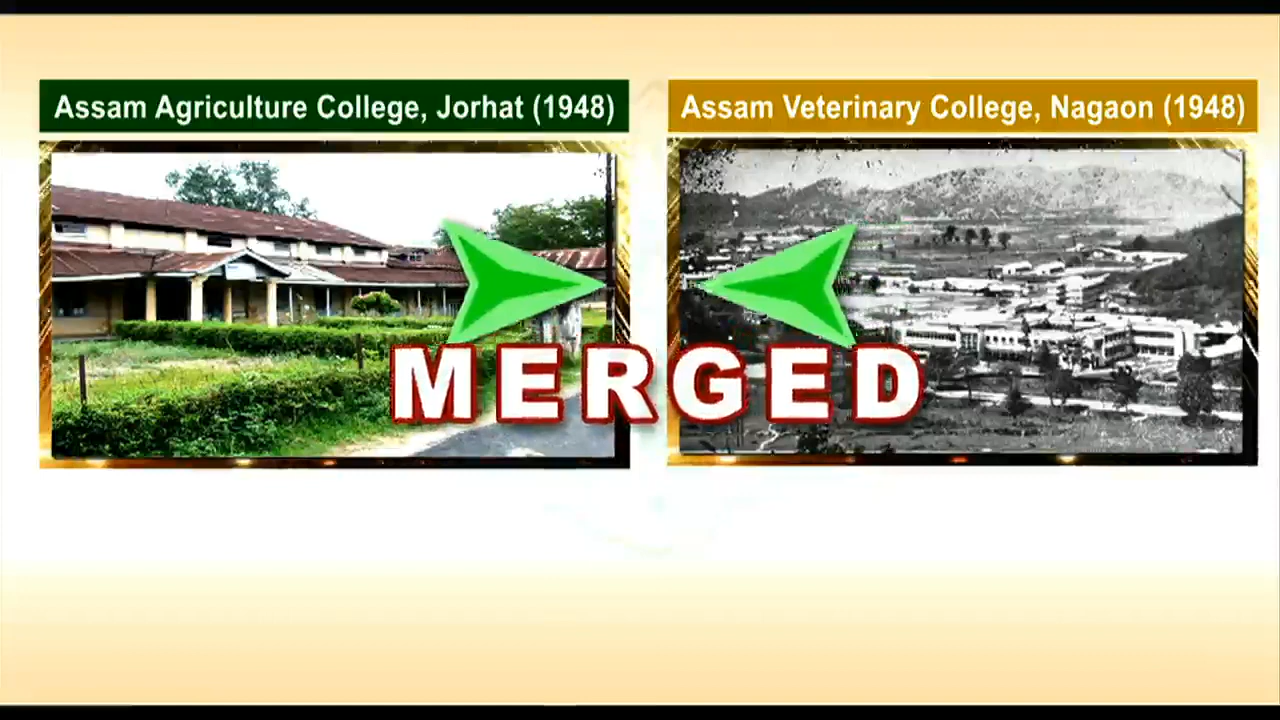 Assam Agriculture College, Jorhat (1948)
Assam Veterinary College, Nagaon (1948)
MERGED